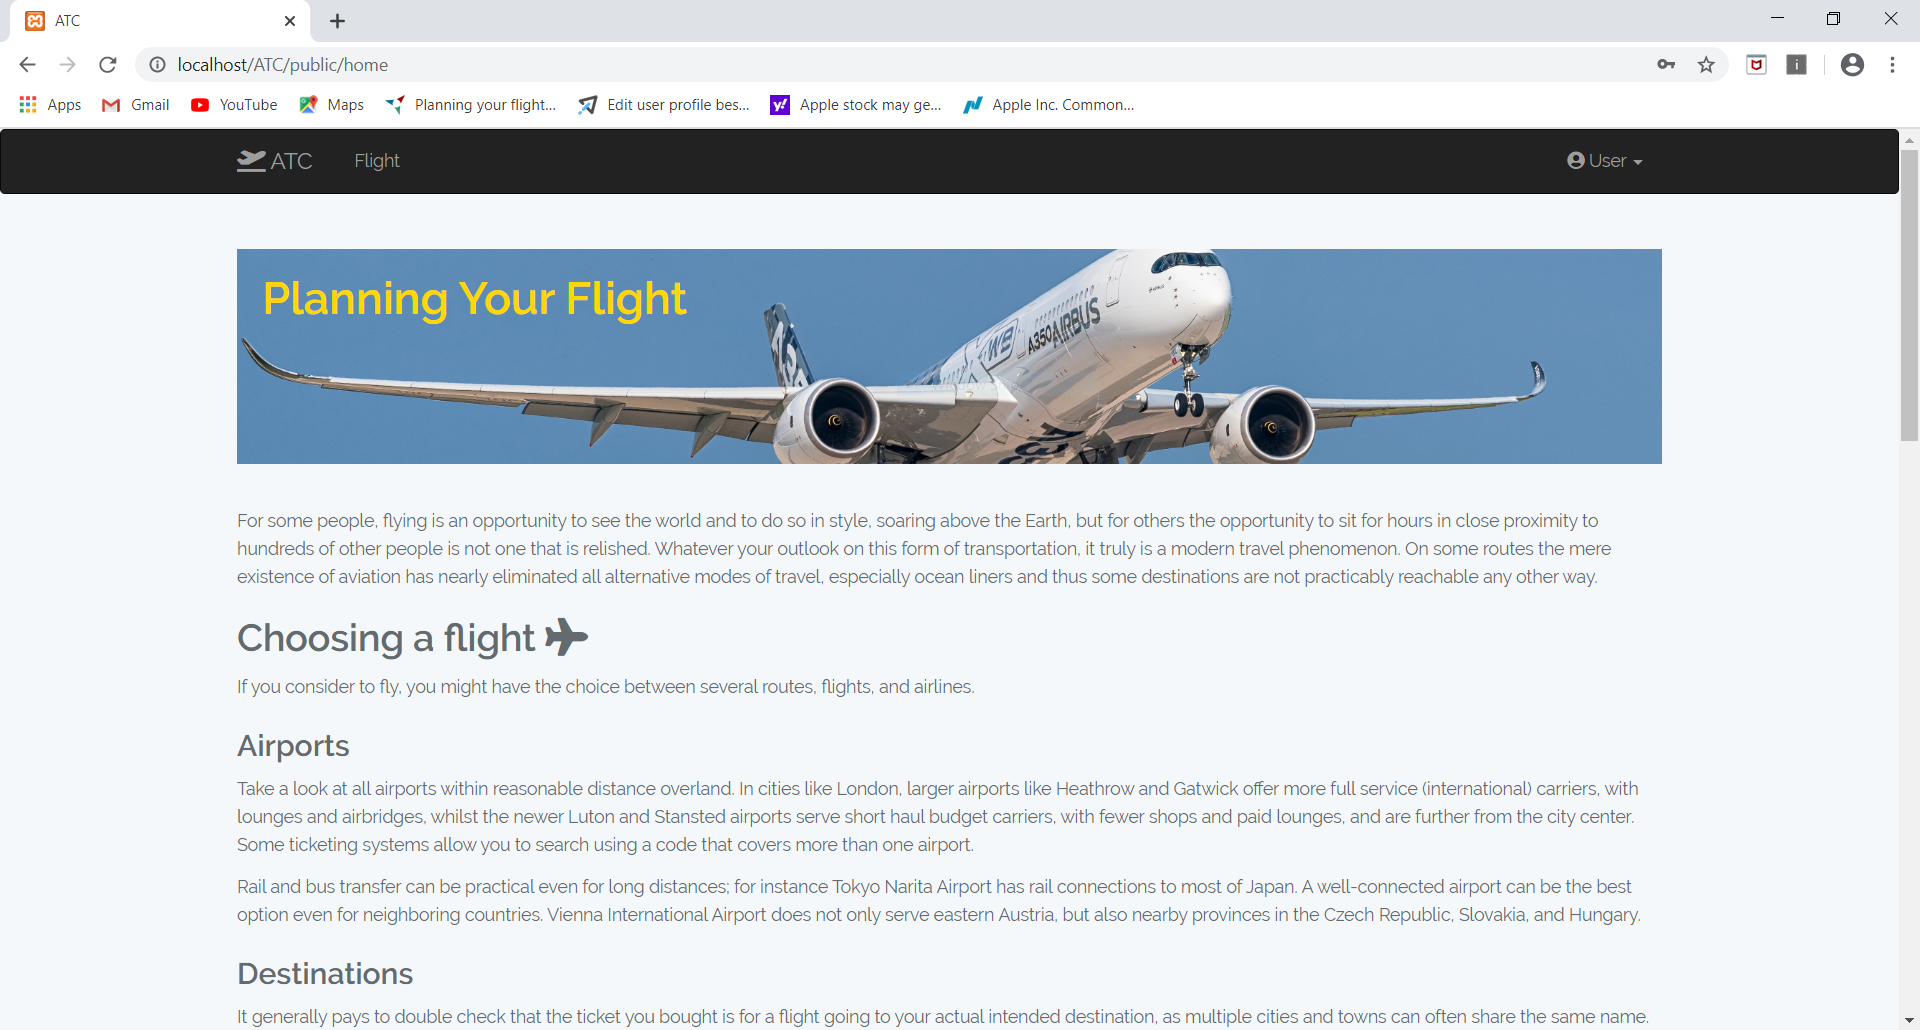 ATC
localhost/ATC/public/home
Apps
Gmail
YouTube
Maps
Planning your flight...
Edit user profile bes...
Apple stock may ge...
Apple Inc. Common...
ATC
Flight
User
Planning Your Flight
A350 AIRBUS
XWB
For some people, flying is an opportunity to see the world and to do so in style, soaring above the Earth, but for others the opportunity to sit for hours in close proximity to
hundreds of other people is not one that is relished. Whatever your outlook on this form of transportation, it truly is a modern travel phenomenon. On some routes the mere
existence of aviation has nearly eliminated all alternative modes of travel, especially ocean liners and thus some destinations are not practicably reachable any other way.
Choosing a flight
If you consider to fly, you might have the choice between several routes, flights, and airlines.
Airports
Take a look at all airports within reasonable distance overland. In cities like London, larger airports like Heathrow and Gatwick offer more full service (international) carriers, with
lounges and airbridges, whilst the newer Luton and Stansted airports serve short haul budget carriers, with fewer shops and paid lounges, and are further from the city center.
Some ticketing systems allow you to search using a code that covers more than one airport.
Rail and bus transfer can be practical even for long distances; for instance Tokyo Narita Airport has rail connections to most of Japan. A well-connected airport can be the best
option even for neighboring countries. Vienna International Airport does not only serve eastern Austria, but also nearby provinces in the Czech Republic, Slovakia, and Hungary.
Destinations
It generally pays to double check that the ticket you bought is for a flight going to your actual intended destination, as multiple cities and towns can often share the same name.